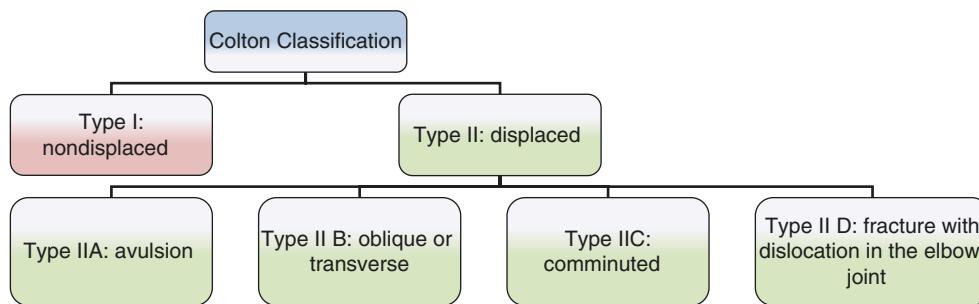 Colton Classification
Type I:
nondisplaced
Type II: displaced
Type IIA: avulsion
Type II B: oblique or
transverse
Type IIC:
comminuted
Type II D: fracture with
dislocation in the elbow
joint